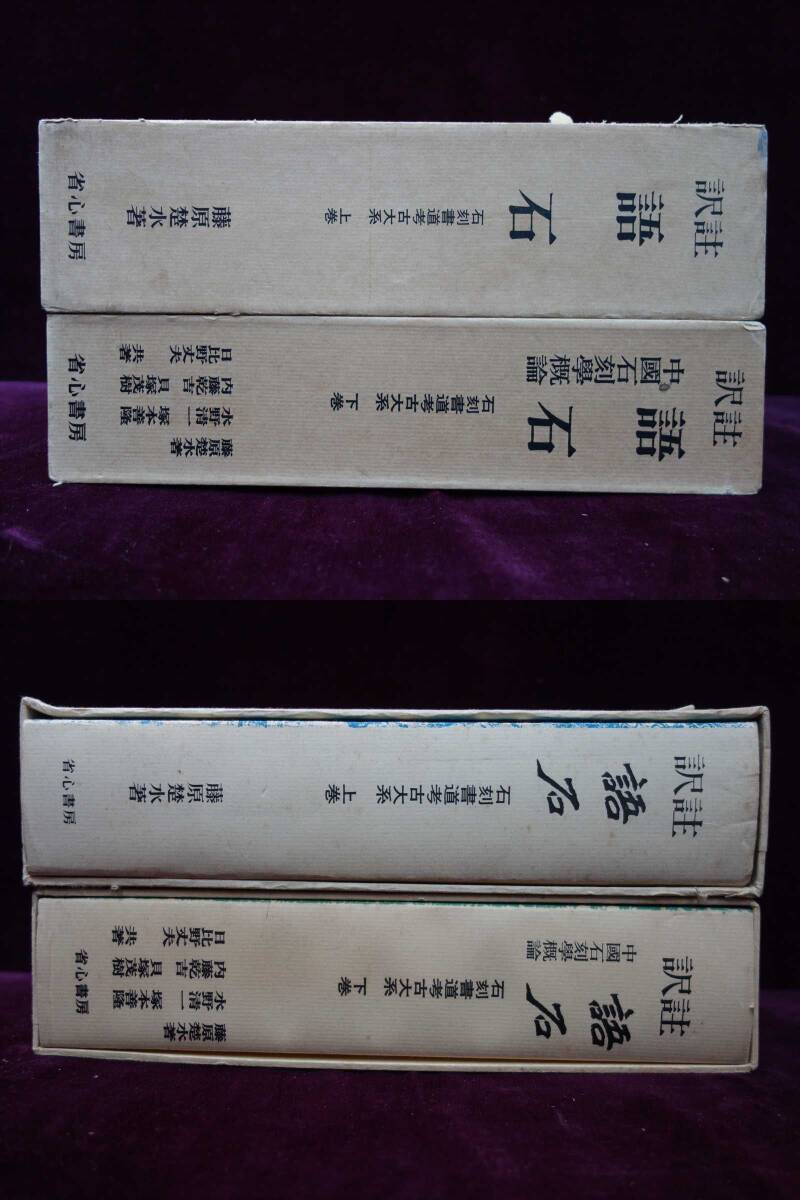 訳註
語石
石刻書道考古大系 上巻
藤原楚水著
省心書房
訳註
語石
中國石刻學概論
石刻書道考古大系 下巻
藤原楚水著
水野清一 塚本善隆
内藤乾吉 貝塚茂樹
日比野丈夫 共著
省心書房
訳註
語石
石刻書道考古大系 上巻
藤原楚水著
省心書房
訳註
語石
中國石刻學概論
石刻書道考古大系 下巻
藤原楚水著
水野清一 塚本善隆
内藤乾吉 貝塚茂樹
日比野丈夫 共著
省心書房